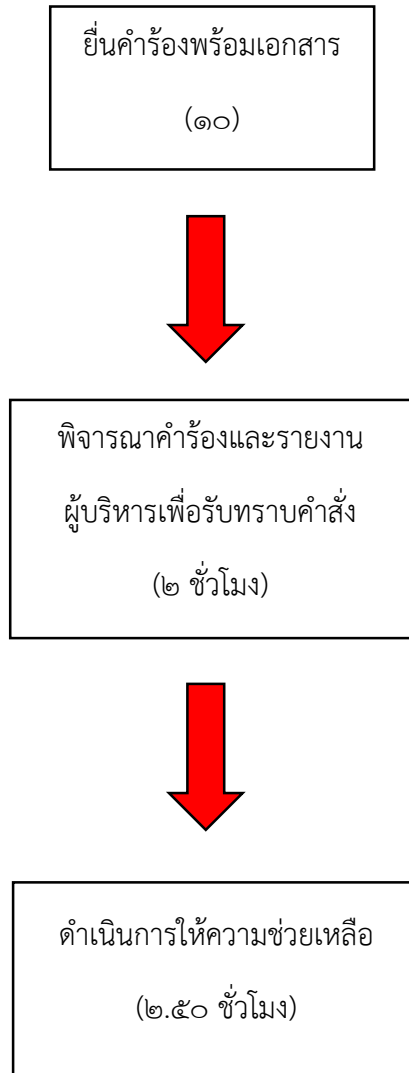 ยื่นคำร้องพร้อมเอกสาร
(๑๐)
พิจารณาคำร้องและรายงาน
ผู้บริหารเพื่อรับทราบคำสั่ง
(๒ ชั่วโมง)
ดำเนินการให้ความช่วยเหลือ
(๒.๕๐ ชั่วโมง)